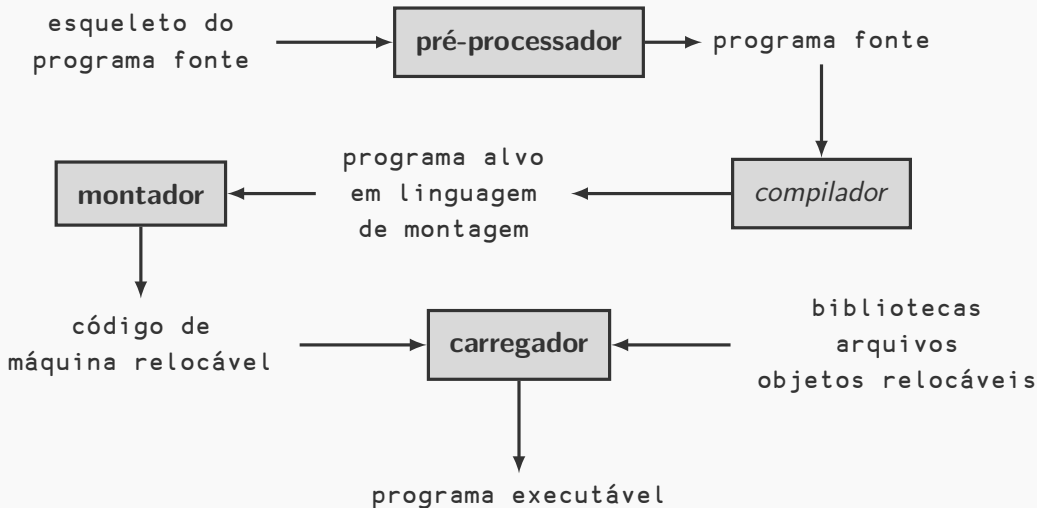 esqueleto do
programa fonte
pré-processador
programa fonte
compilador
programa alvo
em linguagem
de montagem
montador
código de
máquina relocável
carregador
bibliotecas
arquivos
objetos relocáveis
programa executável